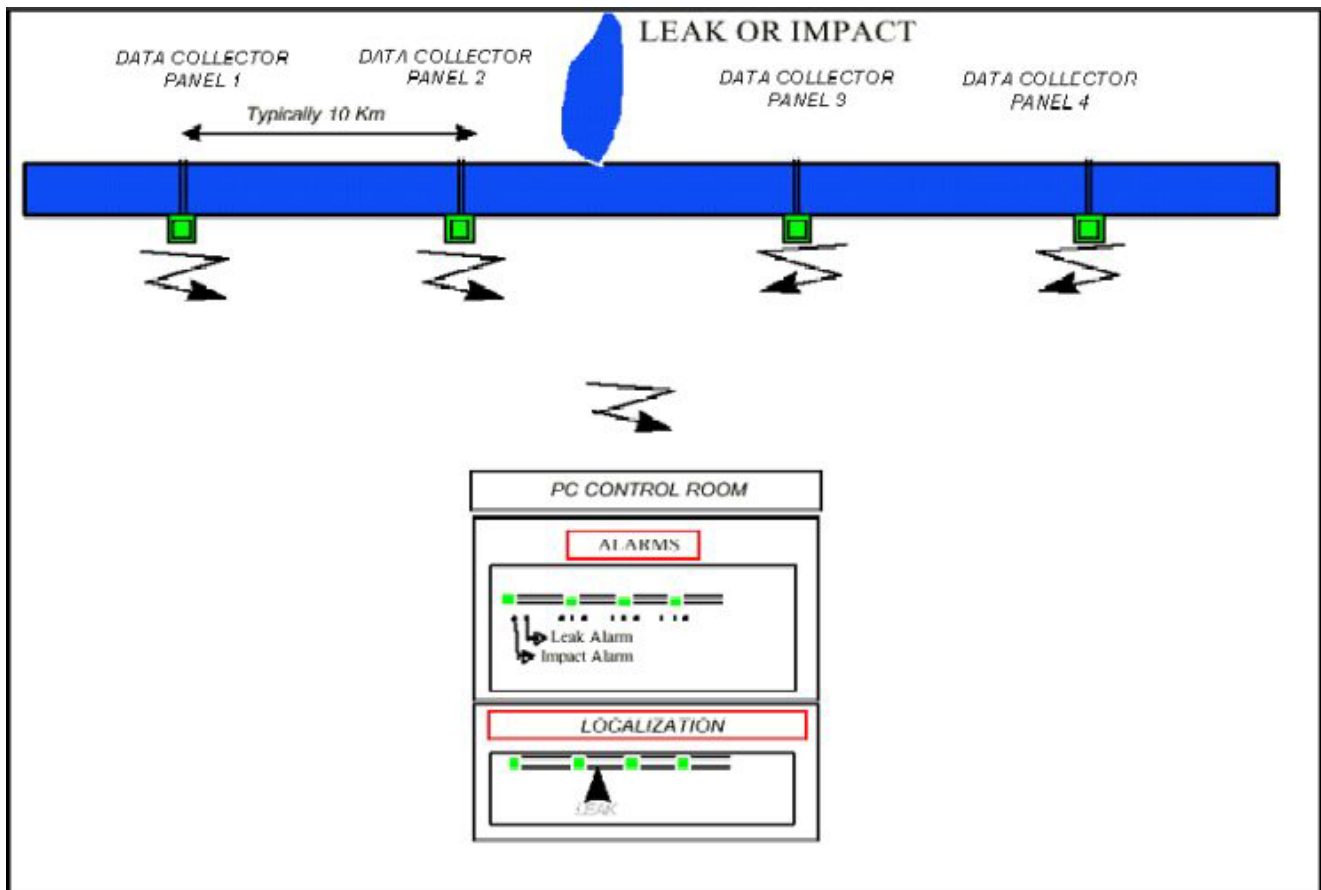 LEAK OR IMPACT
DATA COLLECTOR
PANEL 1
DATA COLLECTOR
PANEL 2
DATA COLLECTOR
PANEL 3
DATA COLLECTOR
PANEL 4
Typically 10 Km
PC CONTROL ROOM
ALARMS
Leak Alarm
Impact Alarm
LOCALIZATION
LEAK